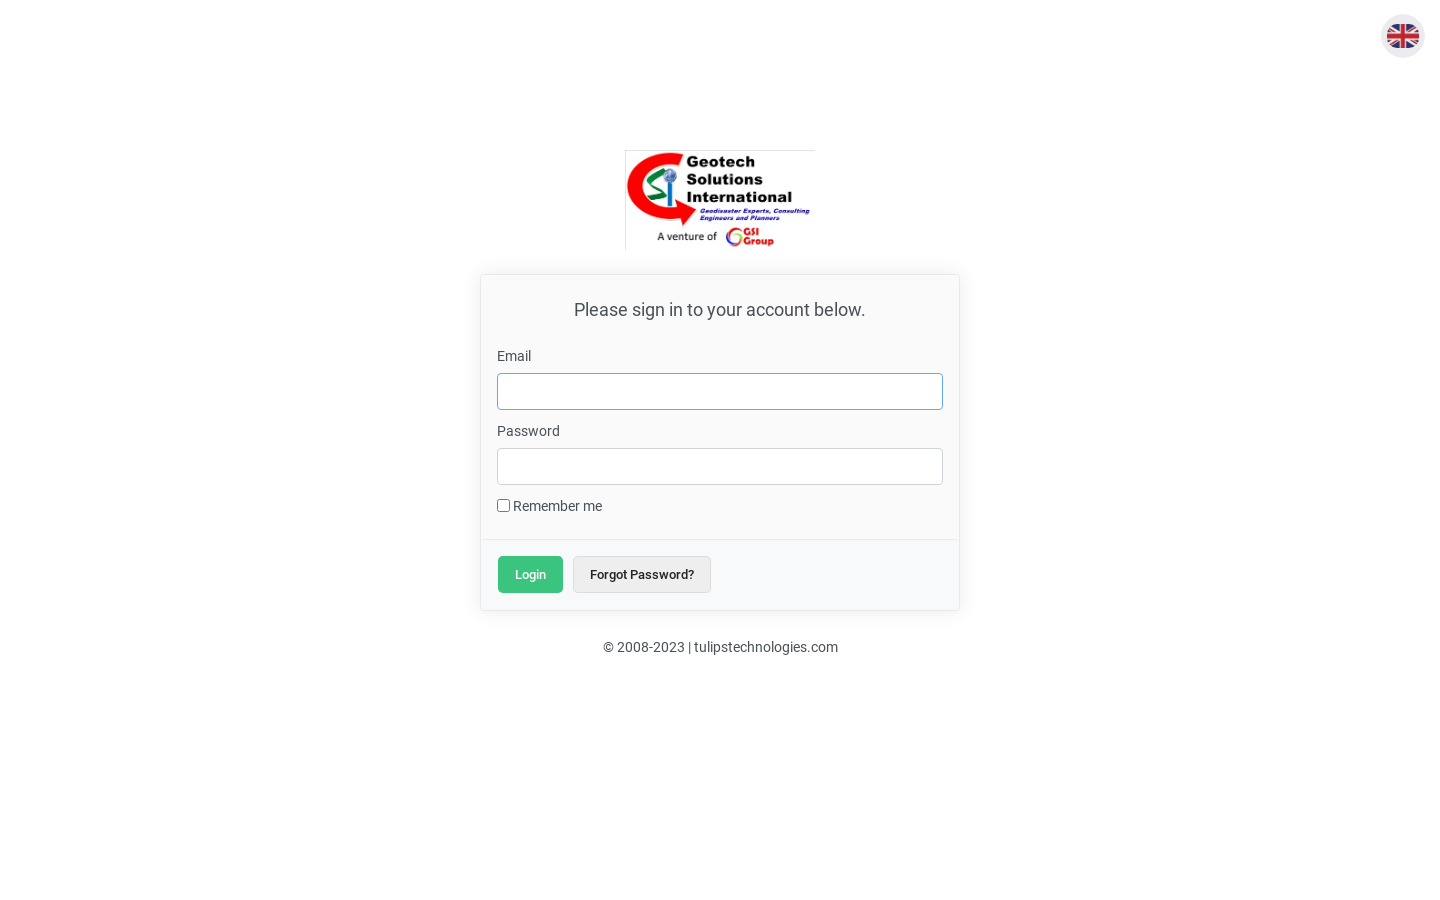 Geotech
Solutions
International
Geodisaster Experts, Consulting
Engineers and Planners
A venture of GSI Group
Please sign in to your account below.
Email
Password
Remember me
Login Forgot Password?
© 2008-2023 | tulipstechnologies.com